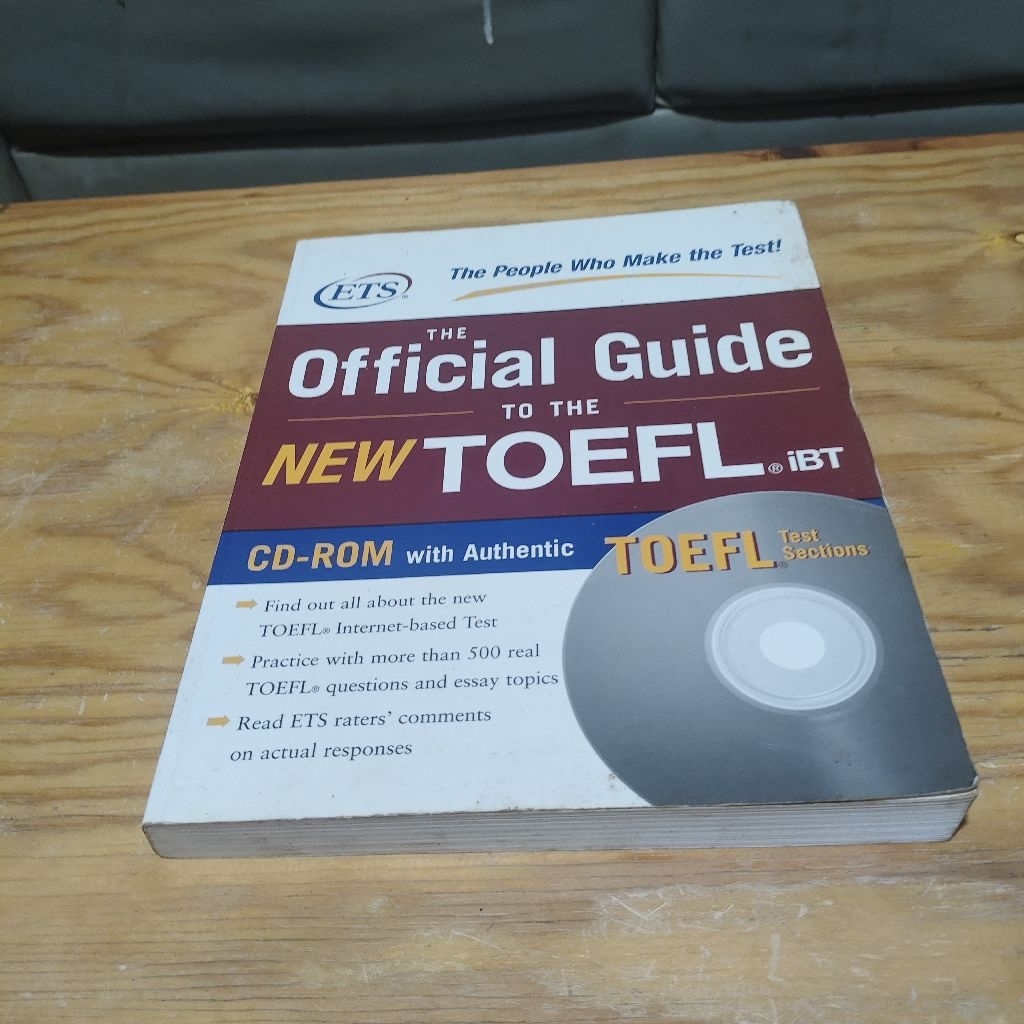 ETS®
The People Who Make the Test!
THE
Official Guide
TO THE
NEW TOEFL® iBT
CD-ROM with Authentic TOEFL® Test Sections
Find out all about the new
TOEFL® Internet-based Test
Practice with more than 500 real
TOEFL® questions and essay topics
Read ETS raters' comments
on actual responses